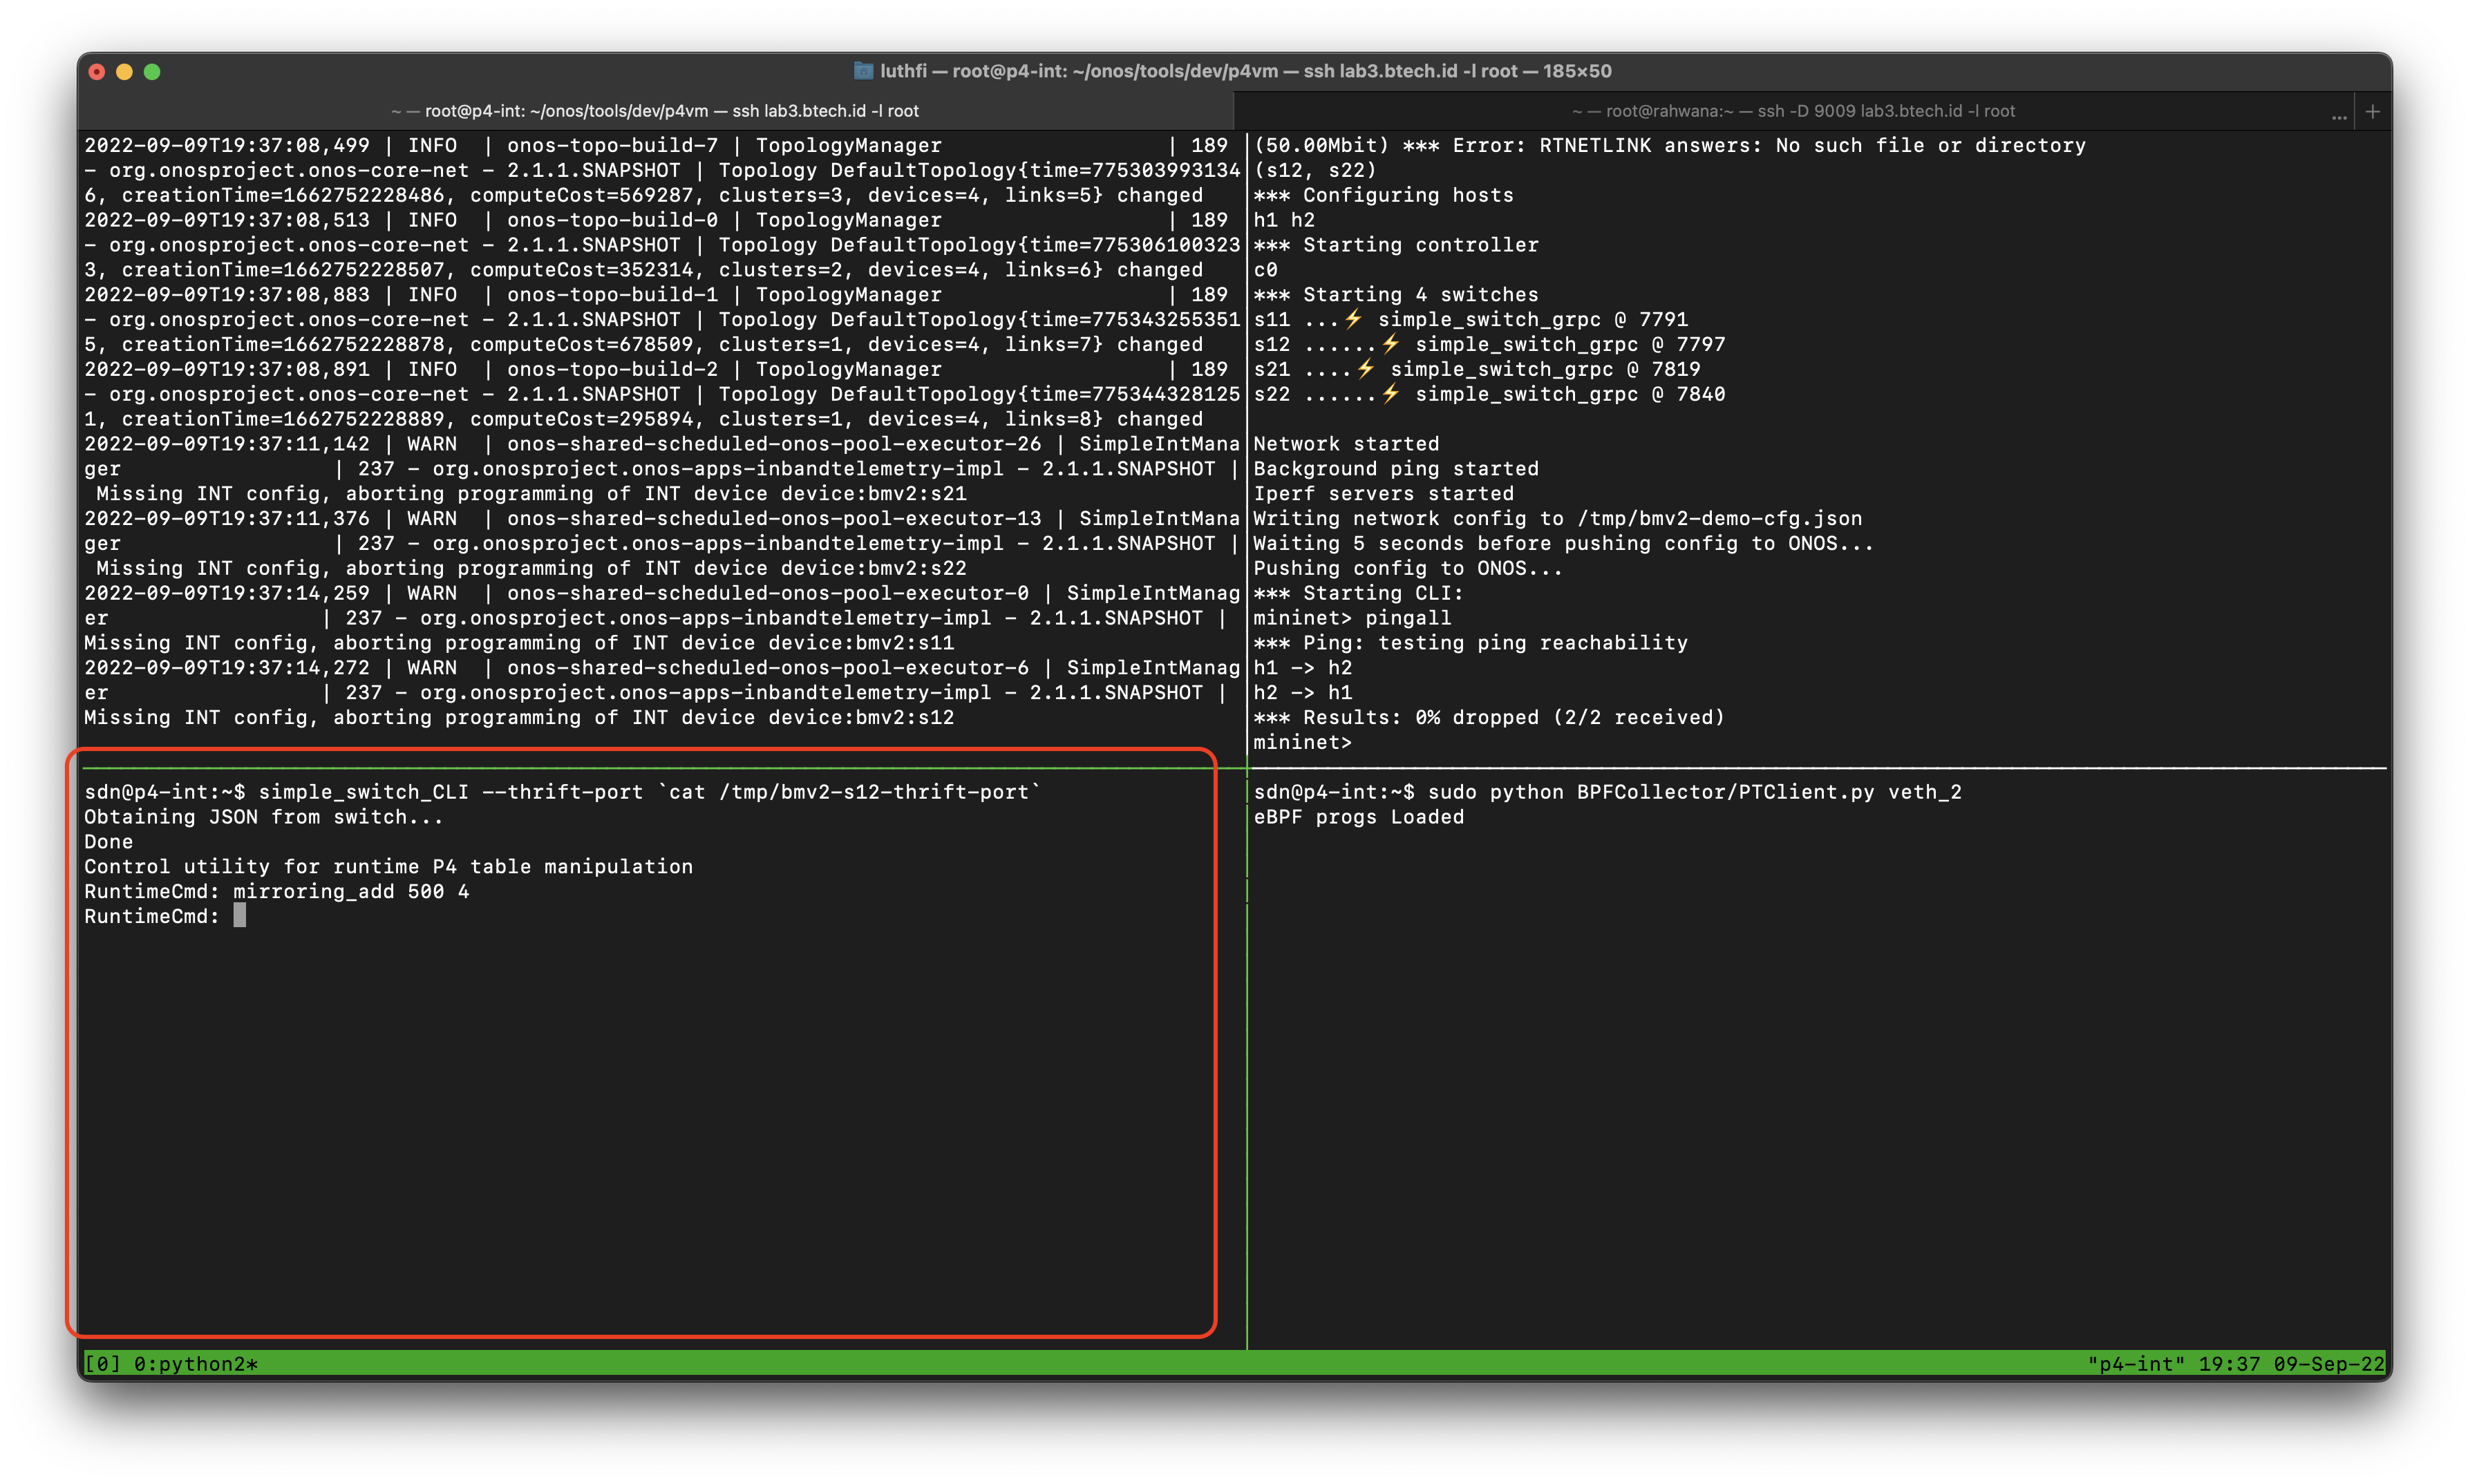 luthfi — root@p4-int: ~/onos/tools/dev/p4vm — ssh lab3.btech.id -l root — 185×50
~ — root@p4-int: ~/onos/tools/dev/p4vm — ssh lab3.btech.id -l root
~ — root@rahwana:~ — ssh -D 9009 lab3.btech.id -l root ... +
2022-09-09T19:37:08,499 | INFO  | onos-topo-build-7 | TopologyManager                  | 189
- org.onosproject.onos-core-net - 2.1.1.SNAPSHOT | Topology DefaultTopology{time=775303993134
6, creationTime=1662752228486, computeCost=569287, clusters=3, devices=4, links=5} changed
2022-09-09T19:37:08,513 | INFO  | onos-topo-build-0 | TopologyManager                  | 189
- org.onosproject.onos-core-net - 2.1.1.SNAPSHOT | Topology DefaultTopology{time=775306100323
3, creationTime=1662752228507, computeCost=352314, clusters=2, devices=4, links=6} changed
2022-09-09T19:37:08,883 | INFO  | onos-topo-build-1 | TopologyManager                  | 189
- org.onosproject.onos-core-net - 2.1.1.SNAPSHOT | Topology DefaultTopology{time=775343255351
5, creationTime=1662752228878, computeCost=678509, clusters=1, devices=4, links=7} changed
2022-09-09T19:37:08,891 | INFO  | onos-topo-build-2 | TopologyManager                  | 189
- org.onosproject.onos-core-net - 2.1.1.SNAPSHOT | Topology DefaultTopology{time=775344328125
1, creationTime=1662752228889, computeCost=295894, clusters=1, devices=4, links=8} changed
2022-09-09T19:37:11,142 | WARN  | onos-shared-scheduled-onos-pool-executor-26 | SimpleIntMana
ger                 | 237 - org.onosproject.onos-apps-inbandtelemetry-impl - 2.1.1.SNAPSHOT |
Missing INT config, aborting programming of INT device device:bmv2:s21
2022-09-09T19:37:11,376 | WARN  | onos-shared-scheduled-onos-pool-executor-13 | SimpleIntMana
ger                 | 237 - org.onosproject.onos-apps-inbandtelemetry-impl - 2.1.1.SNAPSHOT |
Missing INT config, aborting programming of INT device device:bmv2:s22
2022-09-09T19:37:14,259 | WARN  | onos-shared-scheduled-onos-pool-executor-0 | SimpleIntManag
er                 | 237 - org.onosproject.onos-apps-inbandtelemetry-impl - 2.1.1.SNAPSHOT |
Missing INT config, aborting programming of INT device device:bmv2:s11
2022-09-09T19:37:14,272 | WARN  | onos-shared-scheduled-onos-pool-executor-6 | SimpleIntManag
er                 | 237 - org.onosproject.onos-apps-inbandtelemetry-impl - 2.1.1.SNAPSHOT |
Missing INT config, aborting programming of INT device device:bmv2:s12
(50.00Mbit) *** Error: RTNETLINK answers: No such file or directory
(s12, s22)
*** Configuring hosts
h1 h2
*** Starting controller
c0
*** Starting 4 switches
s11 ...⚡ simple_switch_grpc @ 7791
s12 ......⚡ simple_switch_grpc @ 7797
s21 ....⚡ simple_switch_grpc @ 7819
s22 ......⚡ simple_switch_grpc @ 7840
Network started
Background ping started
Iperf servers started
Writing network config to /tmp/bmv2-demo-cfg.json
Waiting 5 seconds before pushing config to ONOS...
Pushing config to ONOS...
*** Starting CLI:
mininet> pingall
*** Ping: testing ping reachability
h1 -> h2
h2 -> h1
*** Results: 0% dropped (2/2 received)
mininet>
sdn@p4-int:~$ simple_switch_CLI --thrift-port `cat /tmp/bmv2-s12-thrift-port`
Obtaining JSON from switch...
Done
Control utility for runtime P4 table manipulation
RuntimeCmd: mirroring_add 500 4
RuntimeCmd:
sdn@p4-int:~$ sudo python BPFCollector/PTClient.py veth_2
eBPF progs Loaded
[0] 0:python2*
"p4-int" 19:37 09-Sep-22